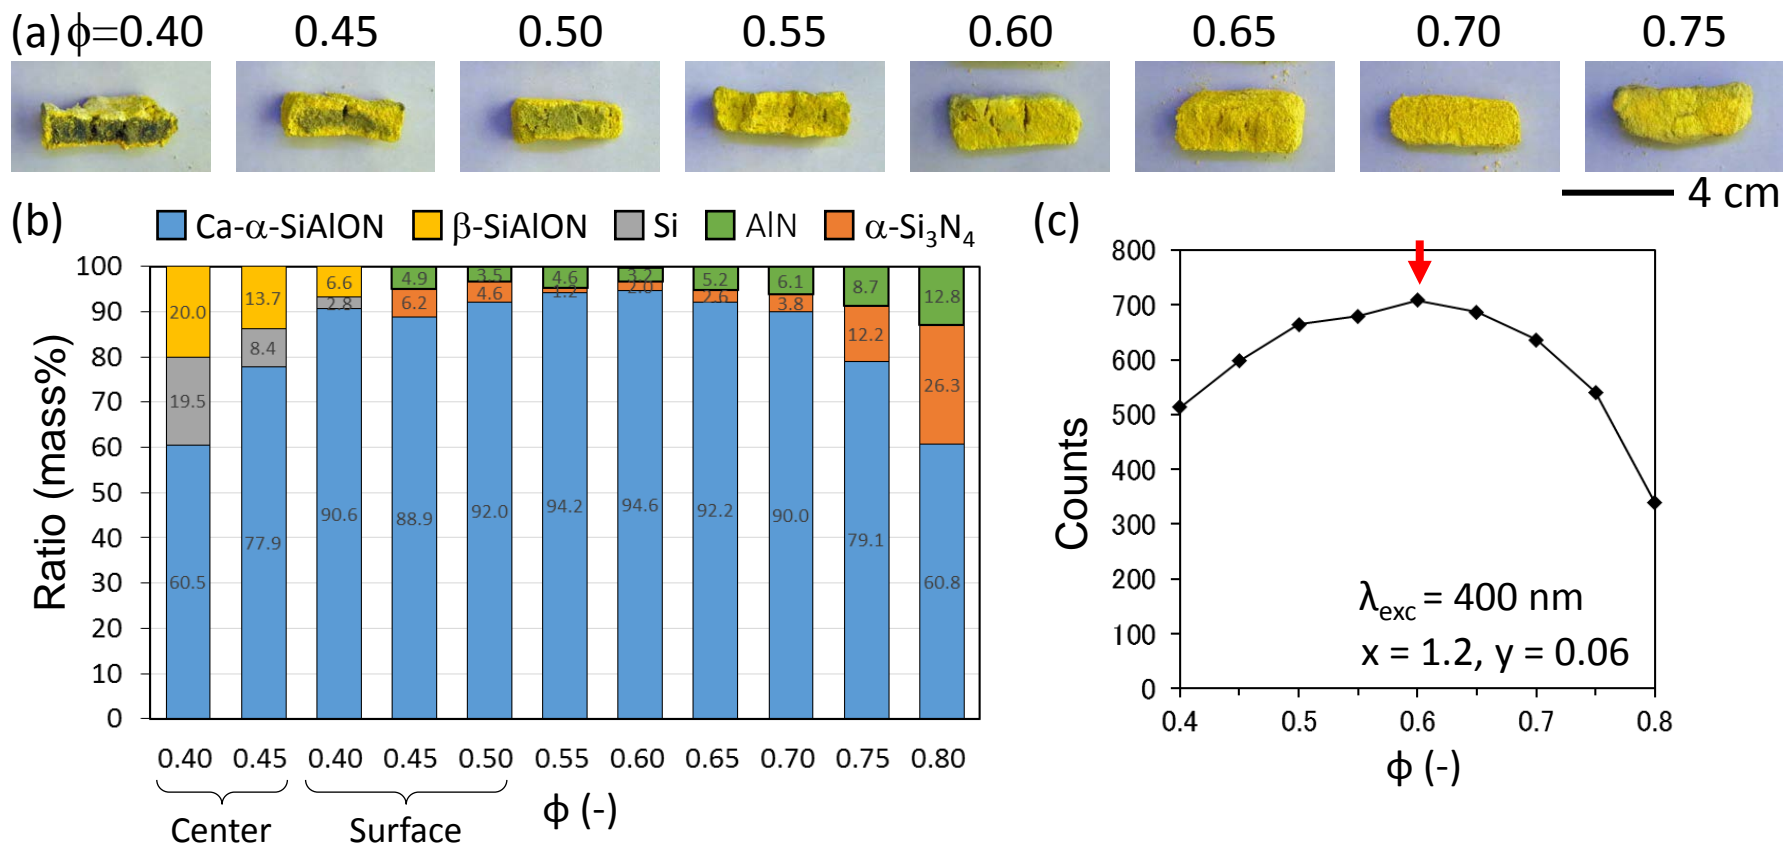 (a) ϕ=0.40 0.45 0.50 0.55 0.60 0.65 0.70 0.75
4 cm
(b) Ca-α-SiAlON β-SiAlON Si AlN α-Si₃N₄
Ratio (mass%)
100
90
80
70
60
50
40
30
20
10
0
20.0 13.7 6.6 4.9 3.5 4.6 3.2 5.2 6.1 8.7 12.8
19.5 8.4 2.8 6.2 4.6 1.2 2.0 2.6 3.8 12.2 26.3
60.5 77.9 90.6 88.9 92.0 94.2 94.6 92.2 90.0 79.1 60.8
0.40 0.45 0.40 0.45 0.50 0.55 0.60 0.65 0.70 0.75 0.80
Center Surface
ϕ (-)
(c)
Counts
800
700
600
500
400
300
200
100
0
λexc = 400 nm
x = 1.2, y = 0.06
0.4 0.5 0.6 0.7 0.8
ϕ (-)